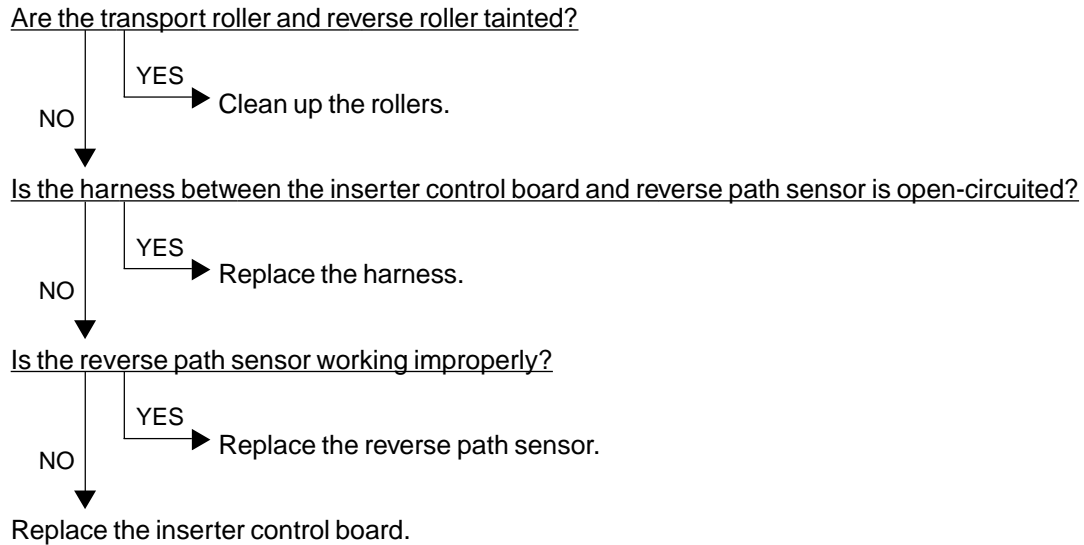 Are the transport roller and reverse roller tainted?
YES
Clean up the rollers.
NO
Is the harness between the inserter control board and reverse path sensor is open-circuited?
YES
Replace the harness.
NO
Is the reverse path sensor working improperly?
YES
Replace the reverse path sensor.
NO
Replace the inserter control board.